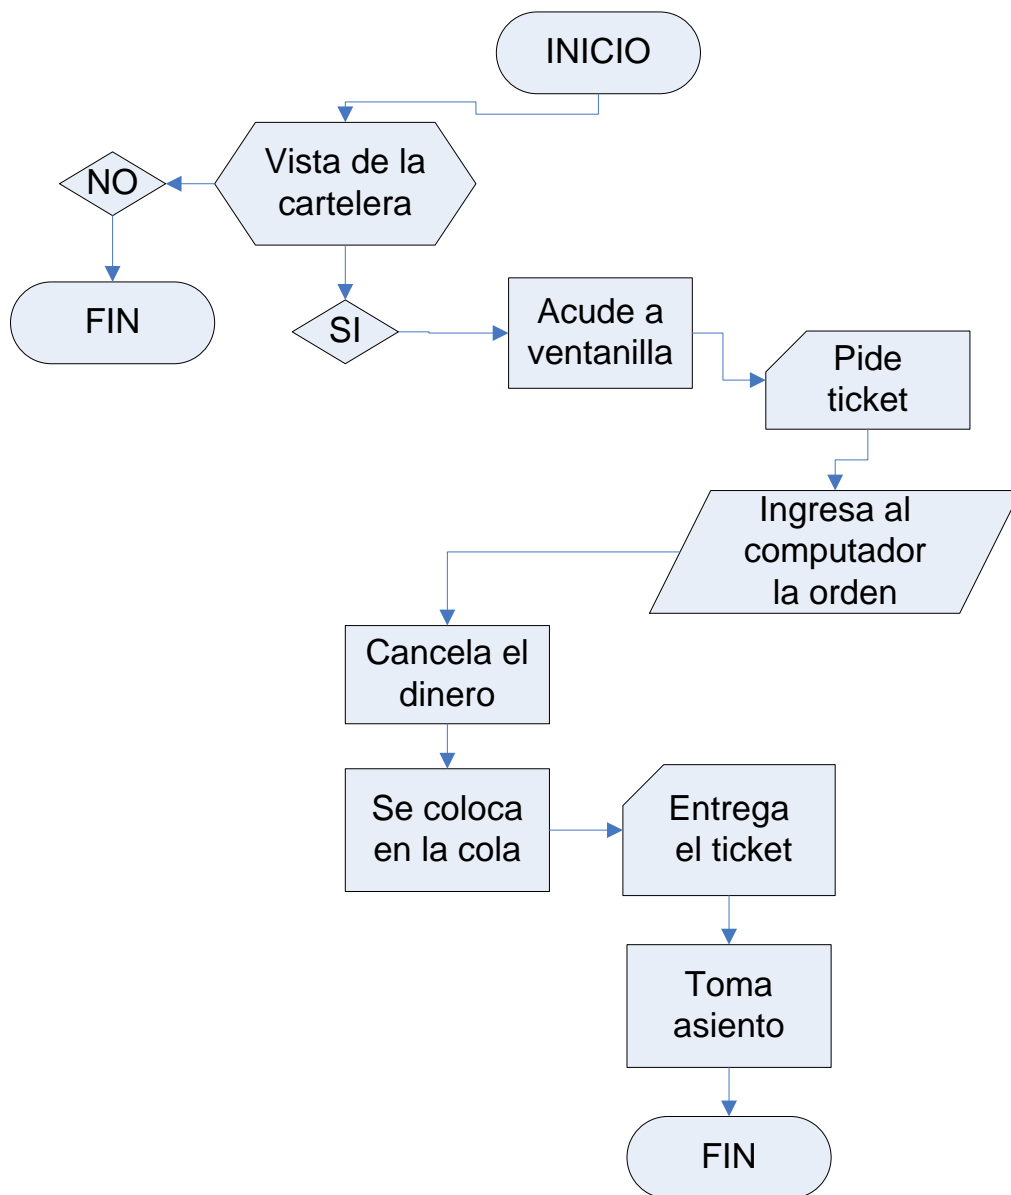 INICIO
Vista de la
cartelera
NO
FIN
SI
Acude a
ventanilla
Pide
ticket
Ingresa al
computador
la orden
Cancela el
dinero
Se coloca
en la cola
Entrega
el ticket
Toma
asiento
FIN